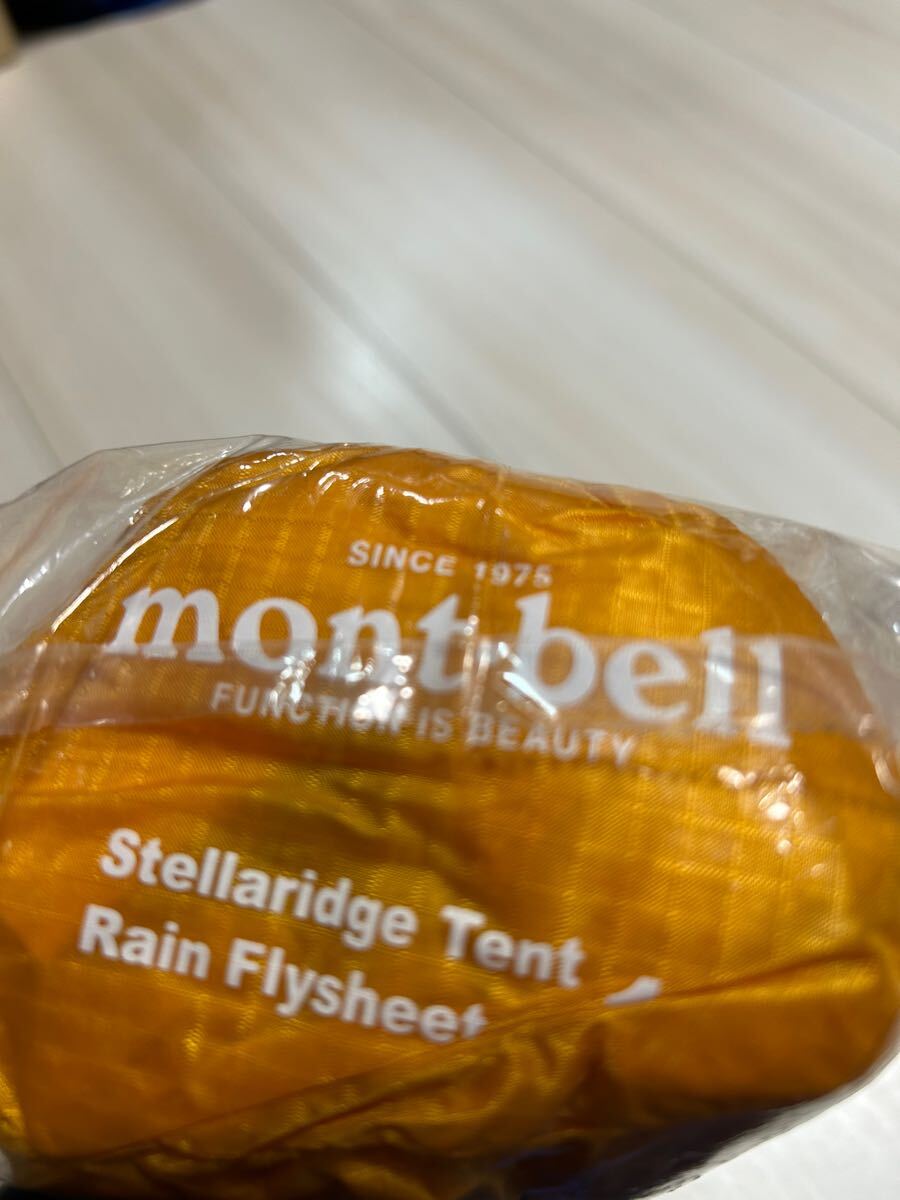 SINCE 1975
mont-bell
FUNCTION IS BEAUTY
Stellaridge Tent
Rain Flysheet